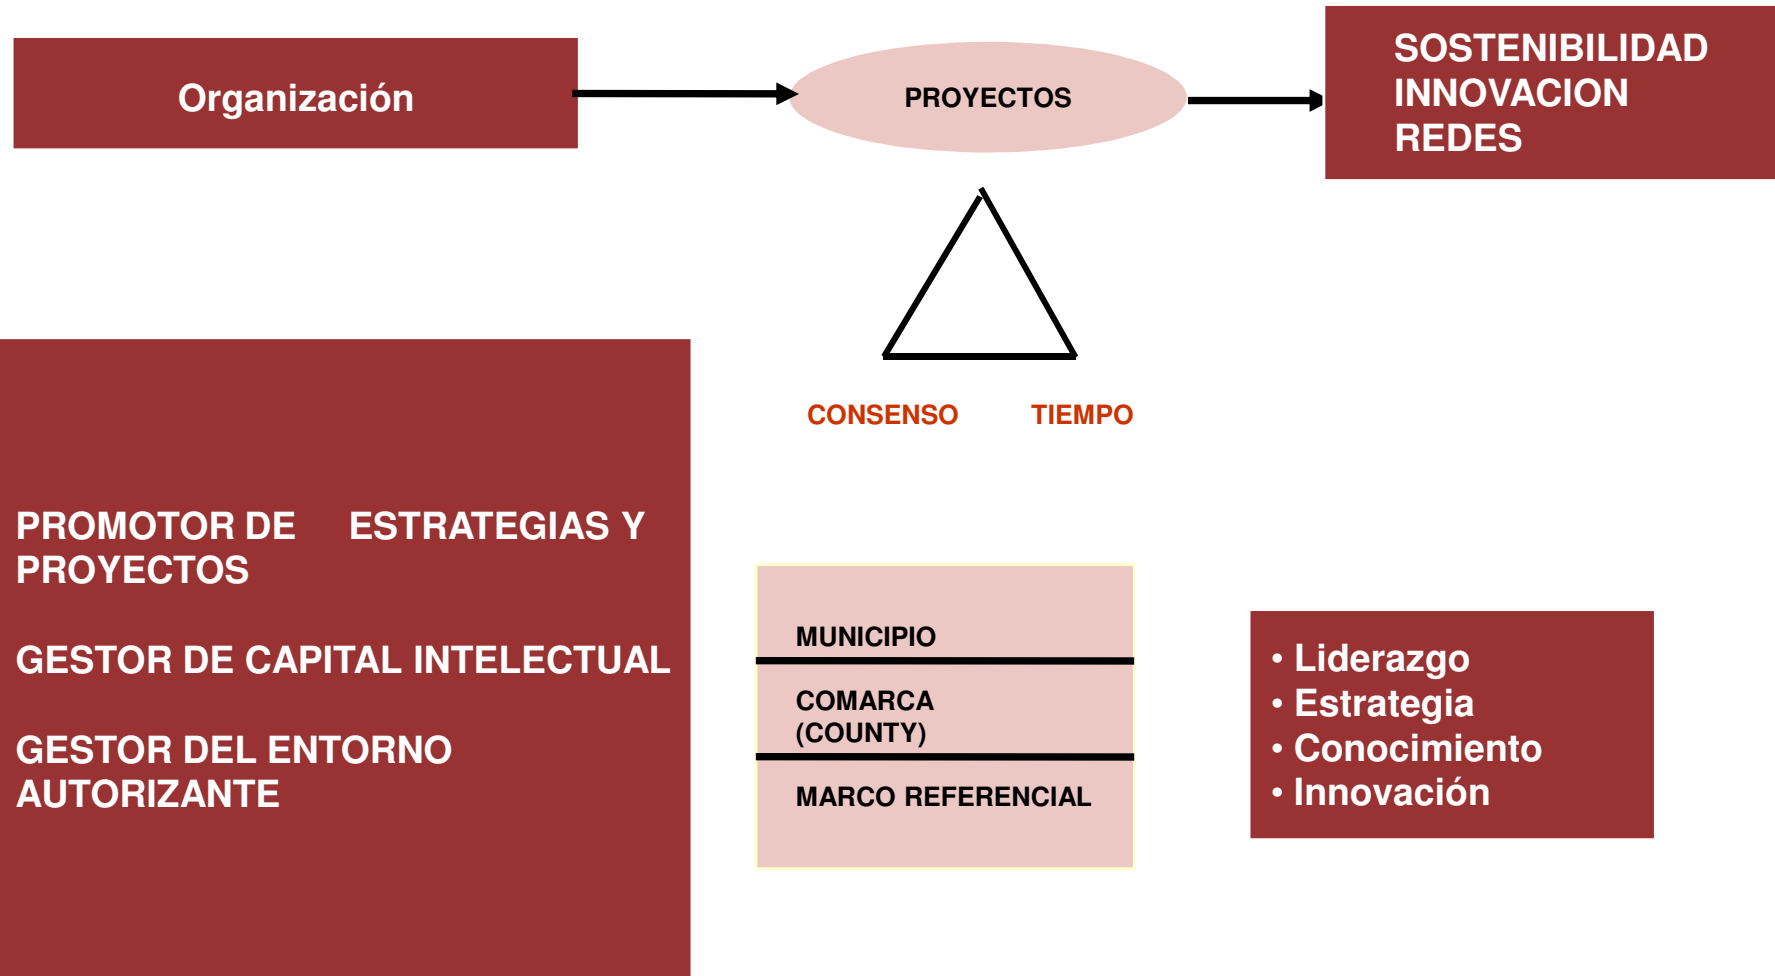 Organización
PROYECTOS
SOSTENIBILIDAD
INNOVACION
REDES
CONSENSO
TIEMPO
PROMOTOR DE ESTRATEGIAS Y
PROYECTOS
GESTOR DE CAPITAL INTELECTUAL
GESTOR DEL ENTORNO
AUTORIZANTE
MUNICIPIO
COMARCA
(COUNTY)
MARCO REFERENCIAL
• Liderazgo
• Estrategia
• Conocimiento
• Innovación